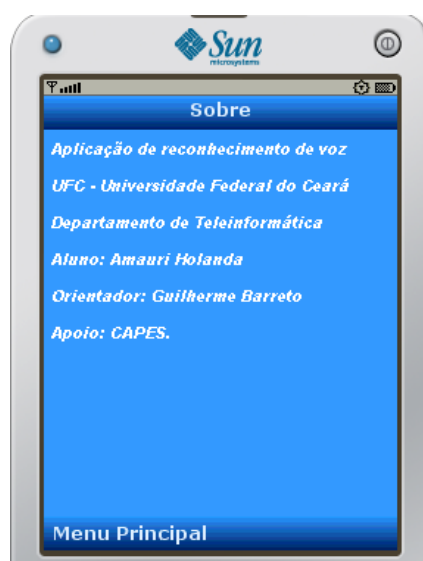 Sun
microsystems
Sobre
Aplicação de reconhecimento de voz
UFC - Universidade Federal do Ceará
Departamento de Teleinformática
Aluno: Amauri Holanda
Orientador: Guilherme Barreto
Apoio: CAPES.
Menu Principal